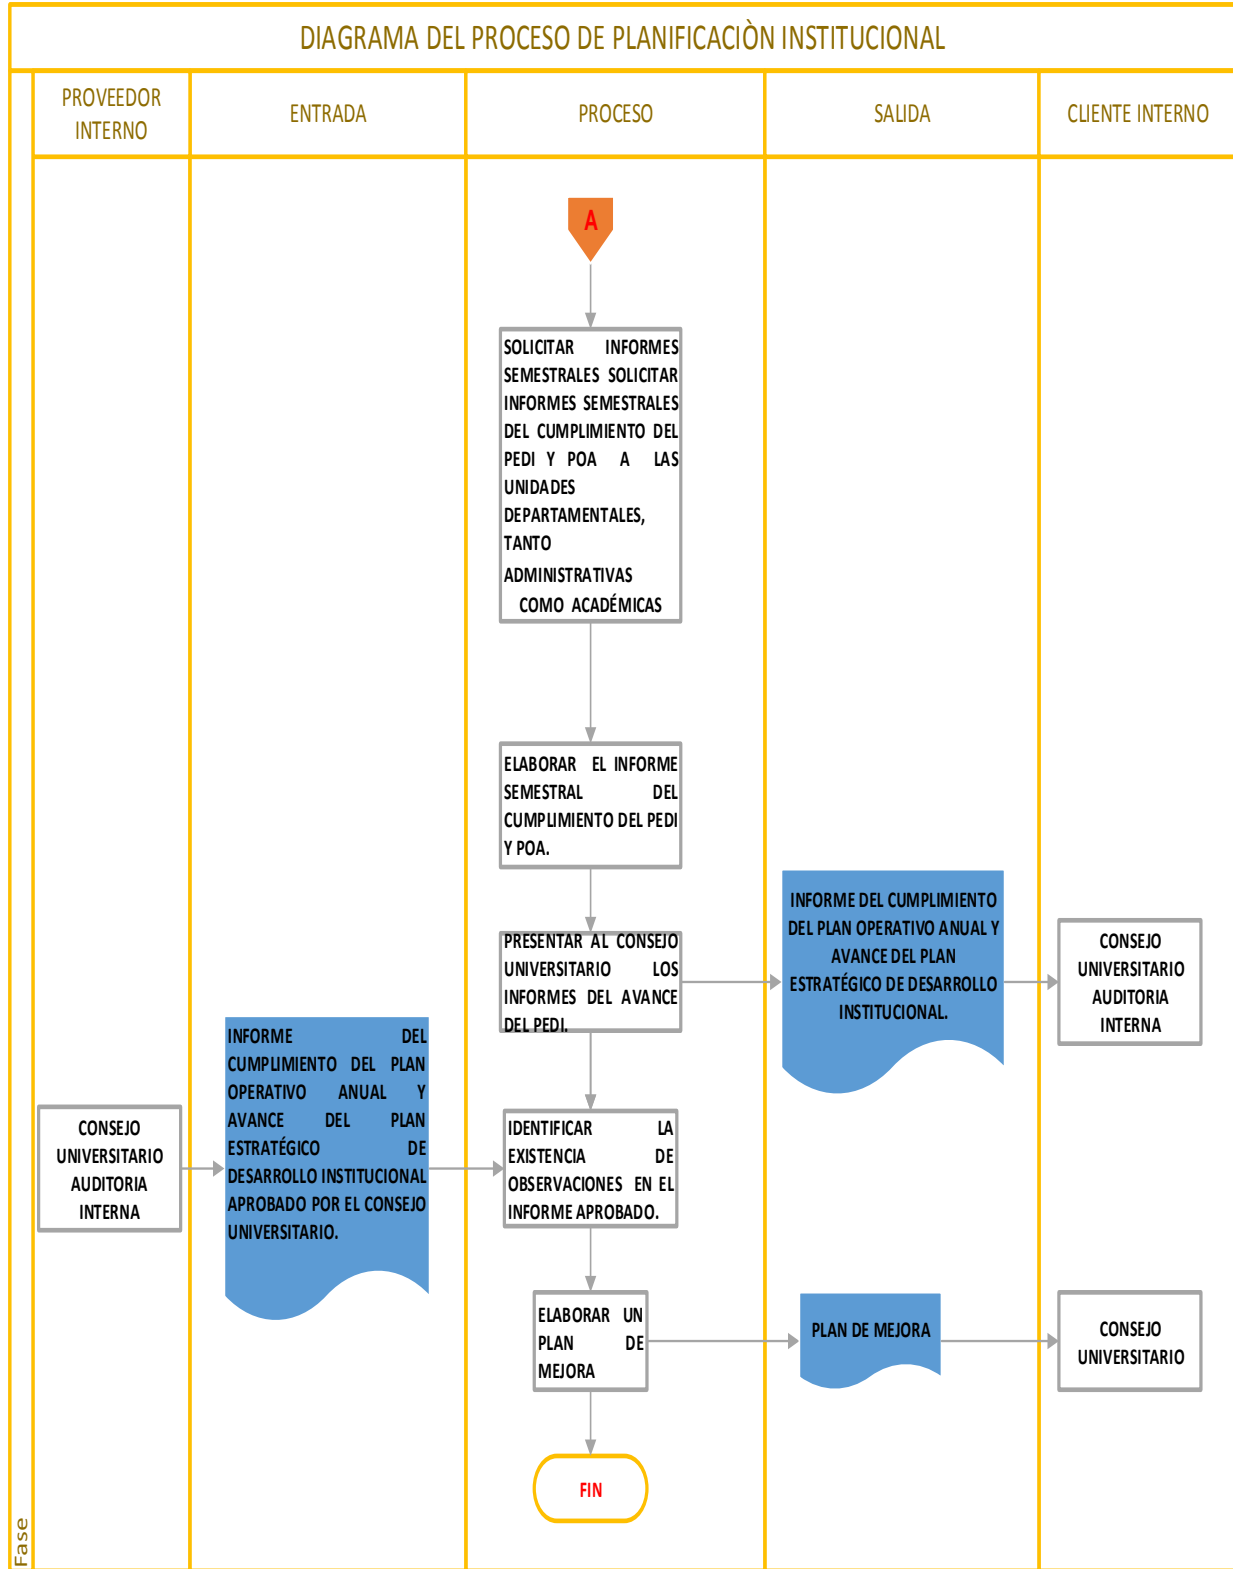 DIAGRAMA DEL PROCESO DE PLANIFICACIÒN INSTITUCIONAL
PROVEEDOR
INTERNO
ENTRADA
PROCESO
SALIDA
CLIENTE INTERNO
A
SOLICITAR INFORMES
SEMESTRALES SOLICITAR
INFORMES SEMESTRALES
DEL CUMPLIMIENTO DEL
PEDI Y POA A LAS
UNIDADES
DEPARTAMENTALES,
TANTO
ADMINISTRATIVAS
COMO ACADÉMICAS
ELABORAR EL INFORME
SEMESTRAL DEL
CUMPLIMIENTO DEL PEDI
Y POA.
PRESENTAR AL CONSEJO
UNIVERSITARIO LOS
INFORMES DEL AVANCE
DEL PEDI.
INFORME DEL CUMPLIMIENTO
DEL PLAN OPERATIVO ANUAL Y
AVANCE DEL PLAN
ESTRATÉGICO DE DESARROLLO
INSTITUCIONAL.
CONSEJO
UNIVERSITARIO
AUDITORIA
INTERNA
CONSEJO
UNIVERSITARIO
AUDITORIA
INTERNA
INFORME DEL
CUMPLIMIENTO DEL PLAN
OPERATIVO ANUAL Y
AVANCE DEL PLAN
ESTRATÉGICO DE
DESARROLLO INSTITUCIONAL
APROBADO POR EL CONSEJO
UNIVERSITARIO.
IDENTIFICAR LA
EXISTENCIA DE
OBSERVACIONES EN EL
INFORME APROBADO.
ELABORAR UN
PLAN DE
MEJORA
PLAN DE MEJORA
CONSEJO
UNIVERSITARIO
FIN
Fase